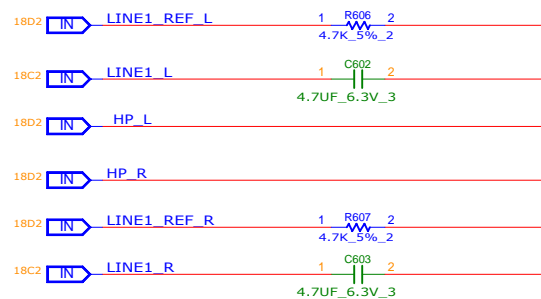 18D2 IN LINE1_REF_L 1 R606 2
4.7K_5%_2
18C2 IN LINE1_L 1 C602 2
4.7UF_6.3V_3
18D2 IN HP_L
18D2 IN HP_R
18D2 IN LINE1_REF_R 1 R607 2
4.7K_5%_2
18C2 IN LINE1_R 1 C603 2
4.7UF_6.3V_3